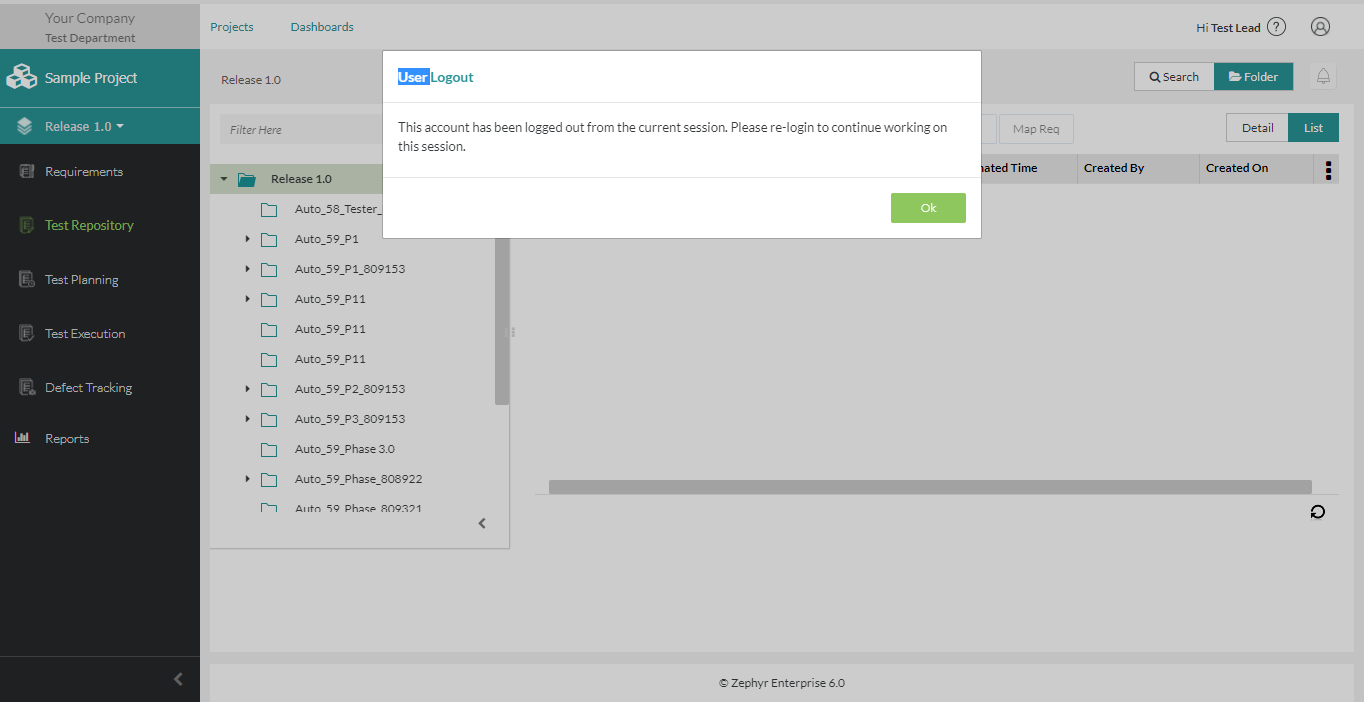 Your Company
Test Department
Projects
Dashboards
Hi Test Lead
?
Sample Project
Release 1.0
Requirements
Test Repository
Test Planning
Test Execution
Defect Tracking
Reports
Release 1.0
Search
Folder
Filter Here
Map Req
Detail
List
User Logout
This account has been logged out from the current session. Please re-login to continue working on
this session.
Ok
Time
Created By
Created On
Release 1.0
Auto_58_Tester_
Auto_59_P1
Auto_59_P1_809153
Auto_59_P11
Auto_59_P11
Auto_59_P11
Auto_59_P2_809153
Auto_59_P3_809153
Auto_59_Phase 3.0
Auto_59_Phase_808922
Auto_59_Phase_809321
© Zephyr Enterprise 6.0